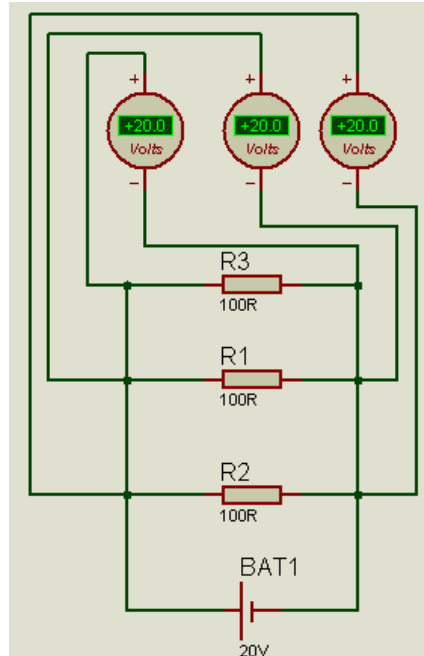 + + +
+20.0 +20.0 +20.0
Volts Volts Volts
− − −
R3
100R
R1
100R
R2
100R
BAT1
20V